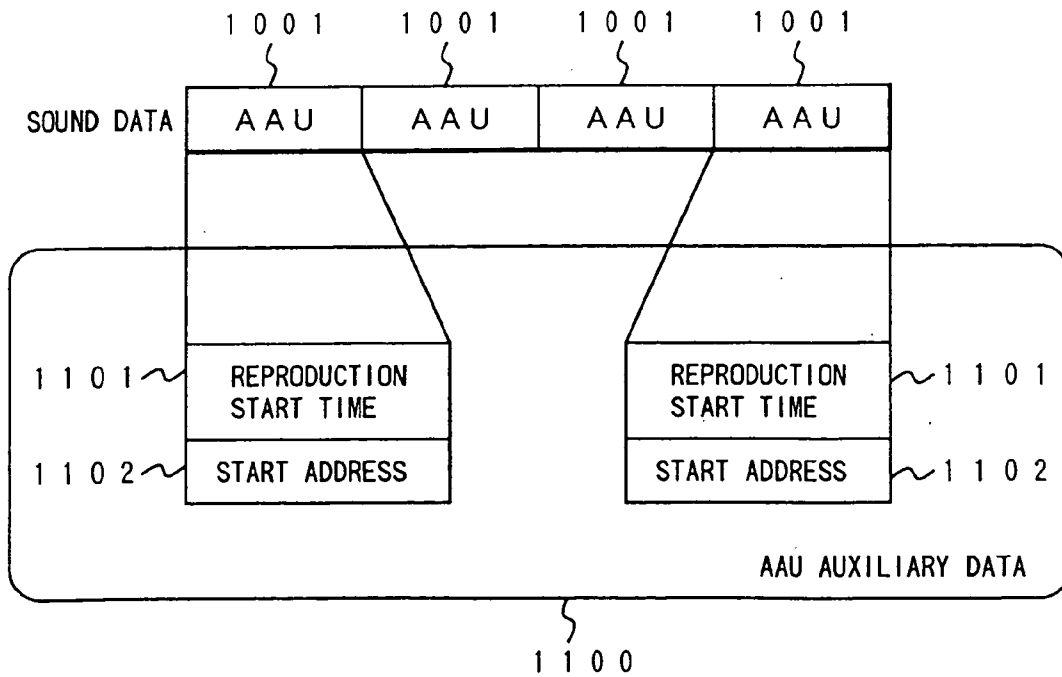 1001 1001 1001 1001
SOUND DATA AAU AAU AAU AAU
1101 REPRODUCTION START TIME REPRODUCTION START TIME 1101
1102 START ADDRESS START ADDRESS 1102
AAU AUXILIARY DATA
1100